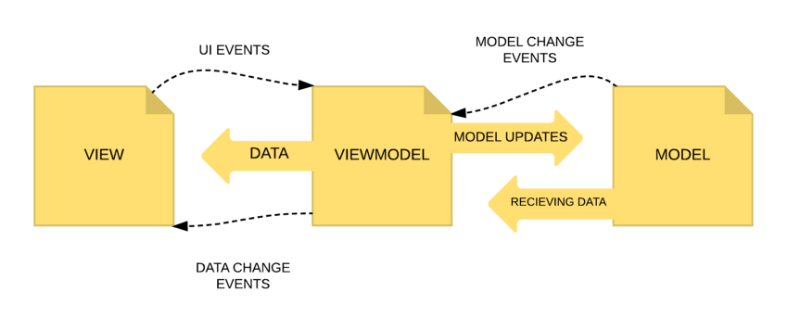 UI EVENTS
MODEL CHANGE
EVENTS
VIEW
DATA
VIEWMODEL
MODEL UPDATES
MODEL
RECIEVING DATA
DATA CHANGE
EVENTS